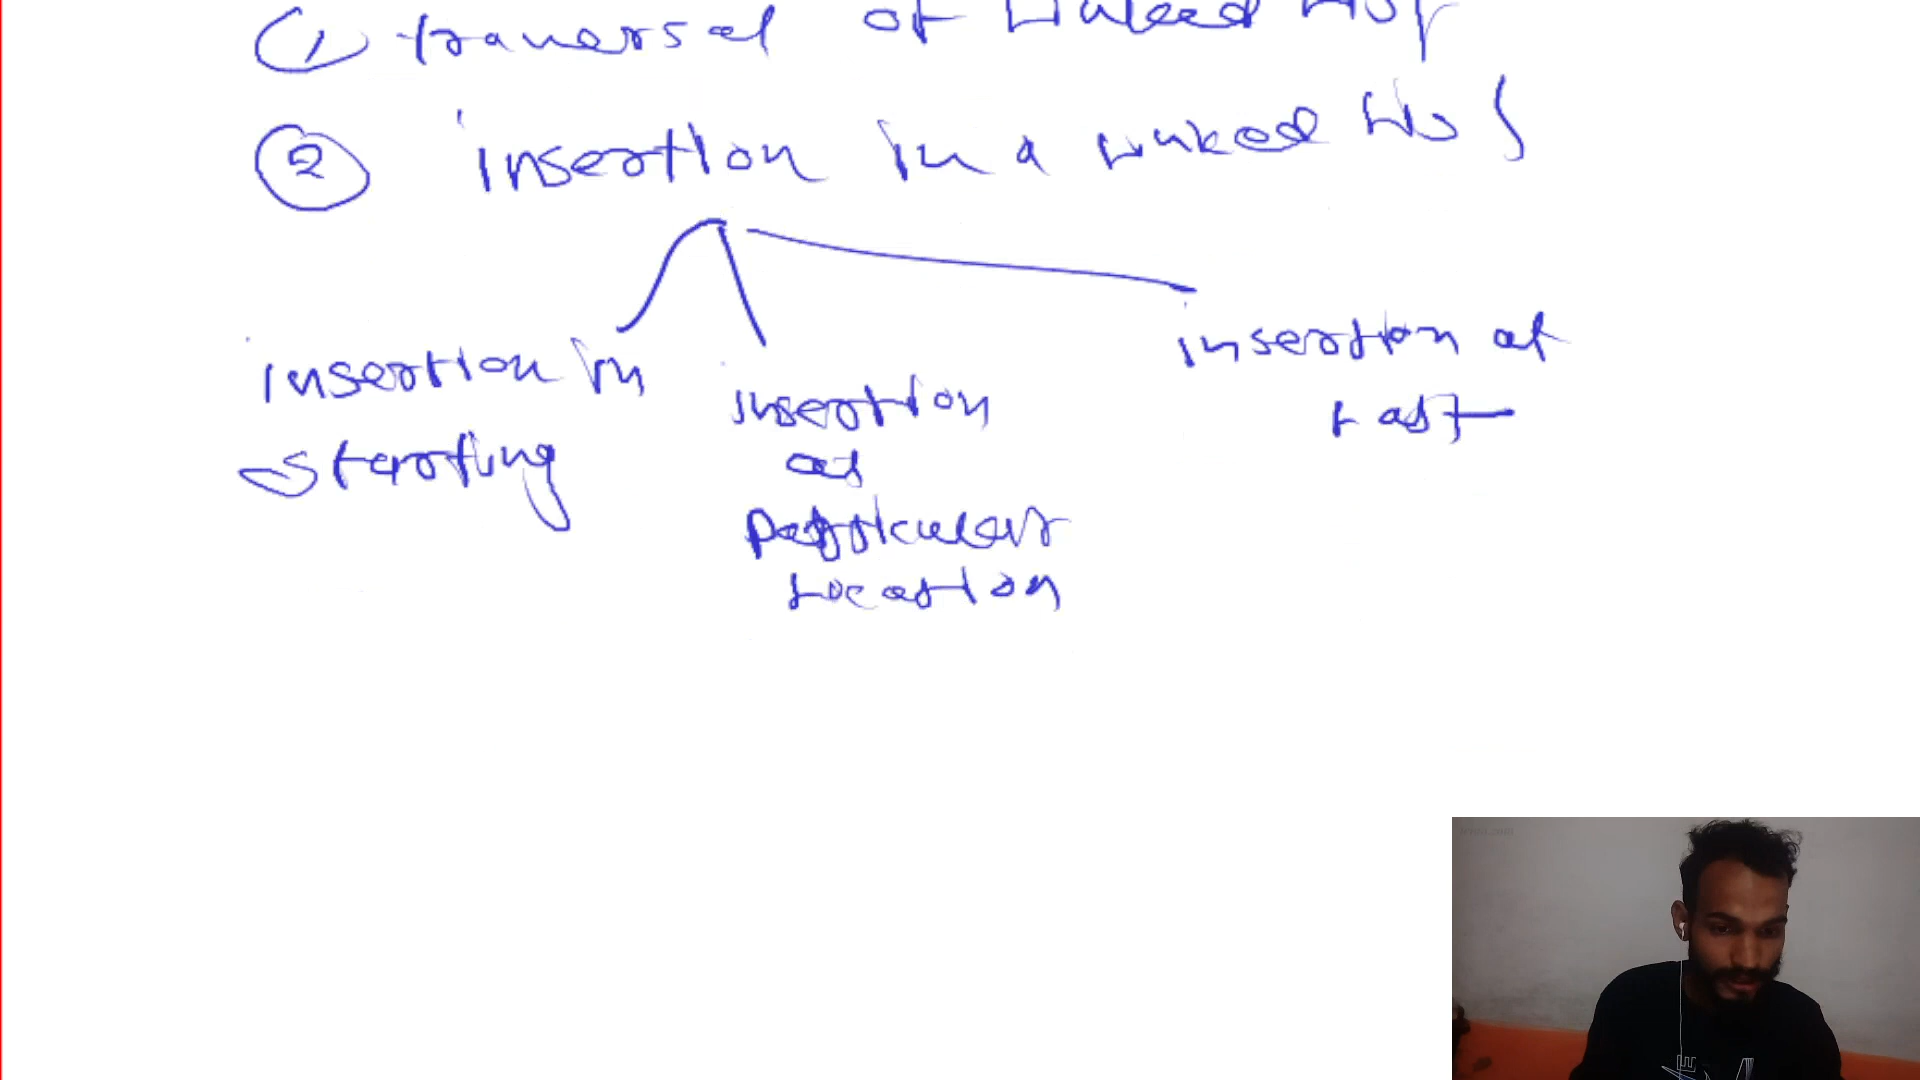 1 traversal of Linked list
2 insertion in a linked list
insertion in
starting
insertion
at
particular
location
insertion at
Last